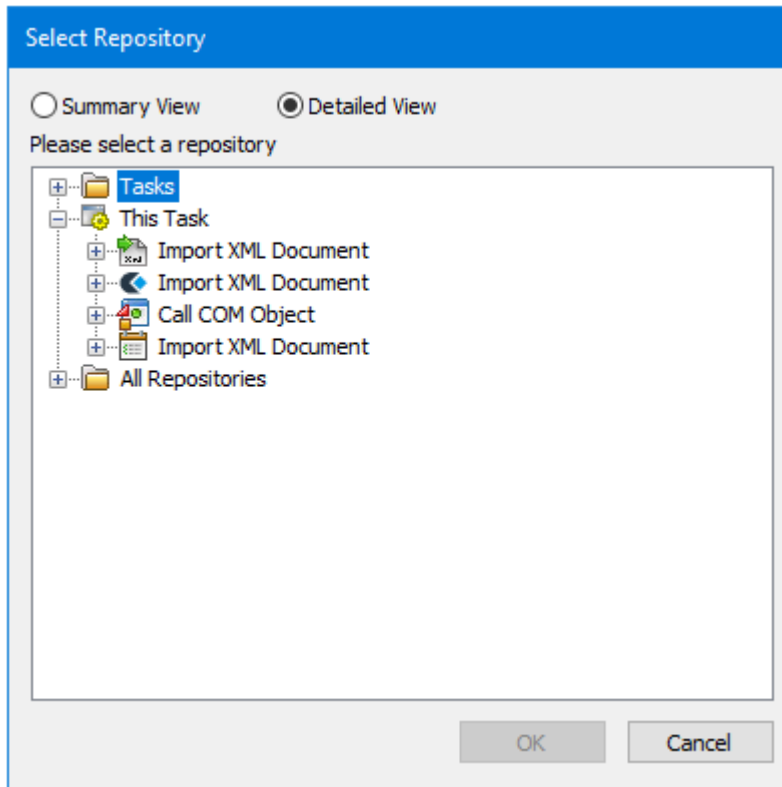 Select Repository
Summary View Detailed View
Please select a repository
Tasks
This Task
Import XML Document
Import XML Document
Call COM Object
Import XML Document
All Repositories
OK Cancel